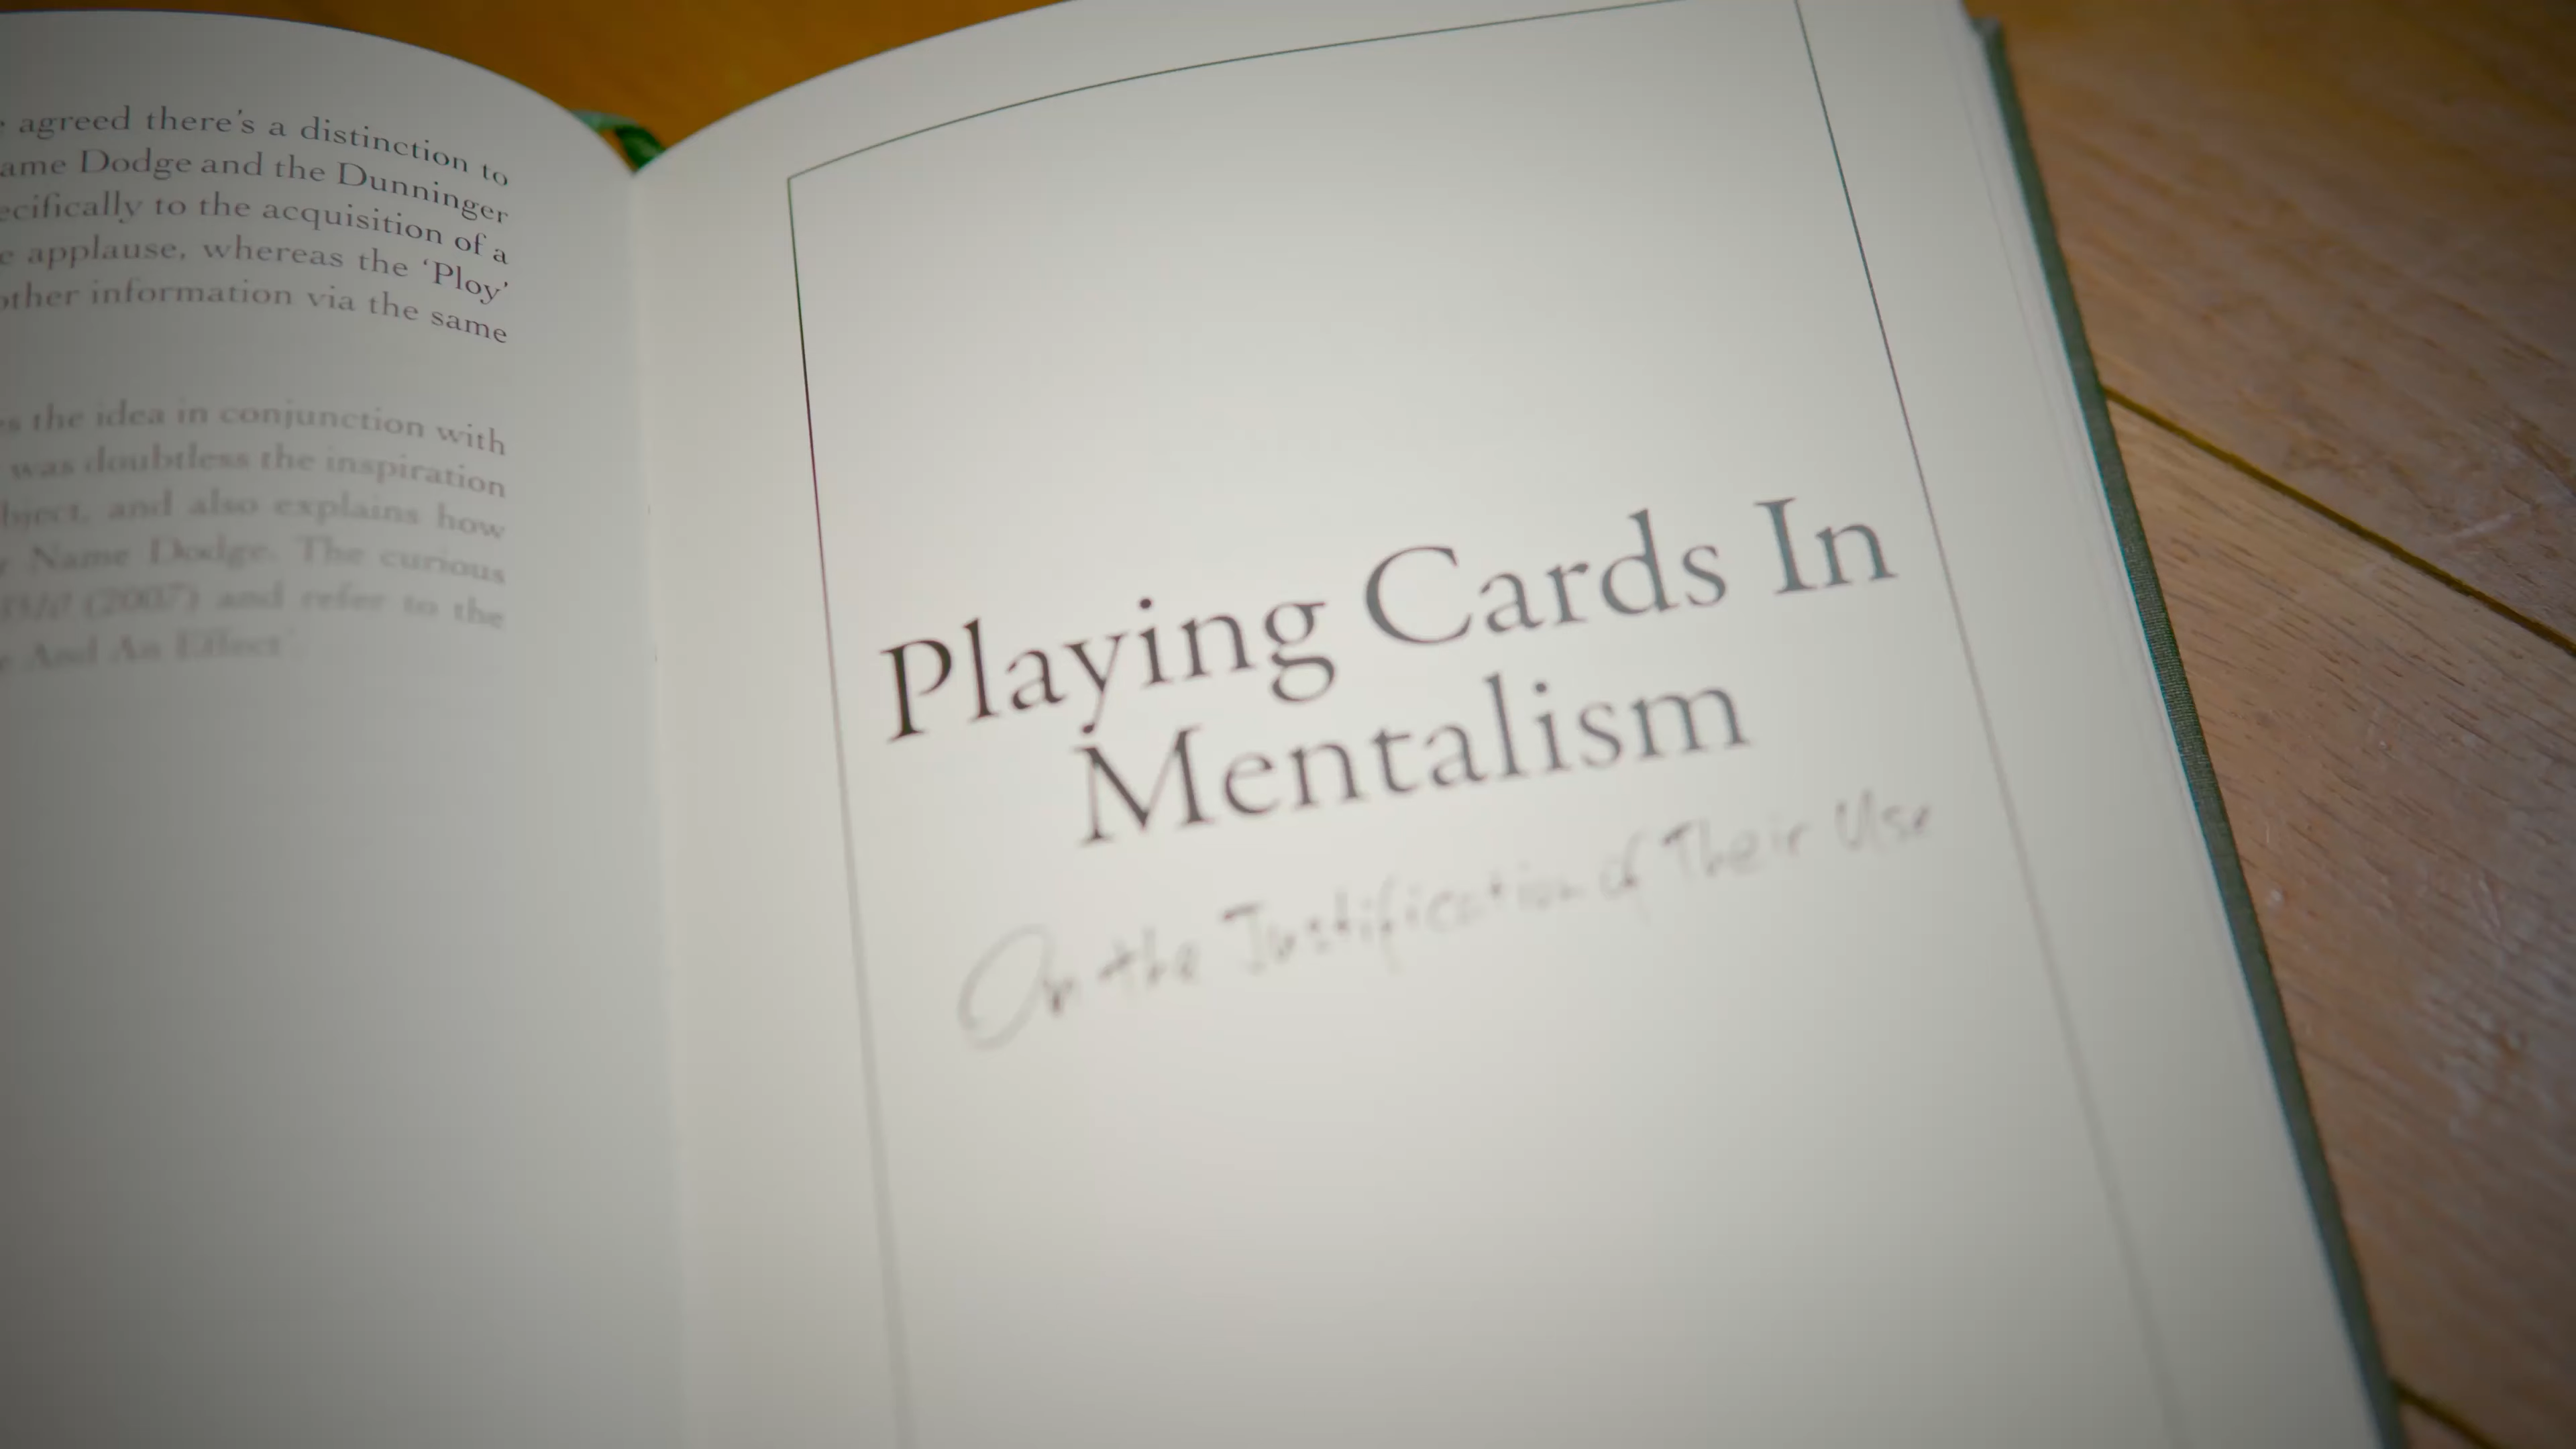 agreed there's a distinction to
ame Dodge and the Dunninger
ecifically to the acquisition of a
applause, whereas the ‘Ploy’
other information via the same
the idea in conjunction with
was doubtless the inspiration
bject, and also explains how
Name Dodge. The curious
(2007) and refer to the
And An Effect’
Playing Cards In
Mentalism
On the Justification of Their Use